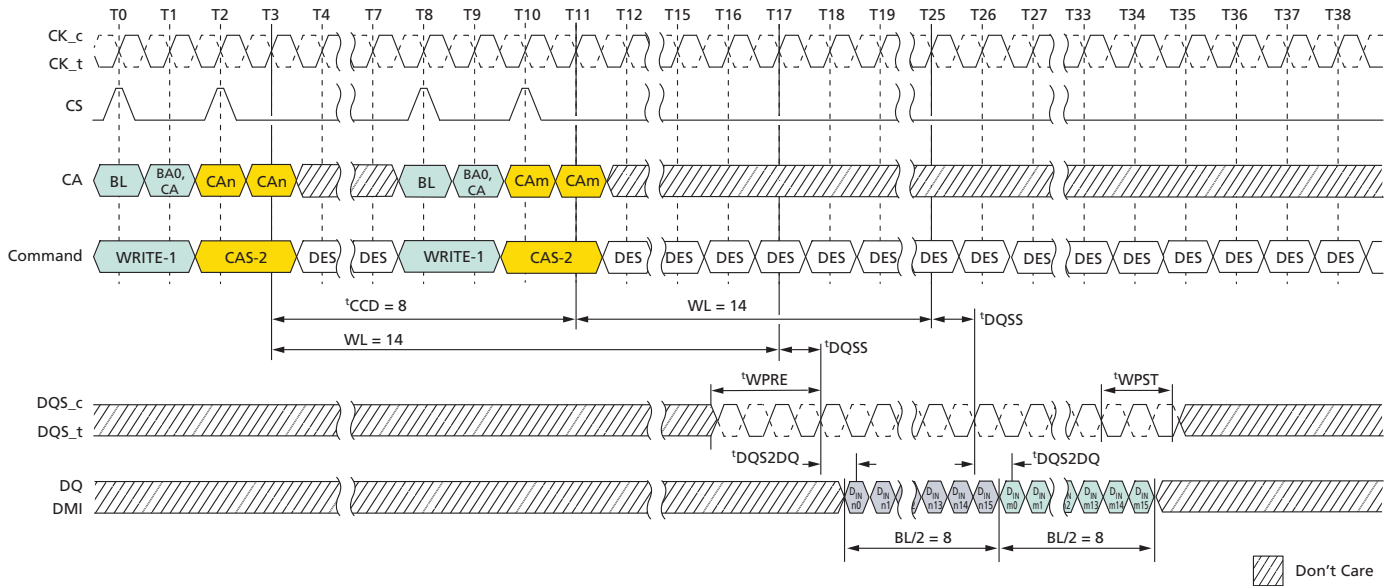 T0 T1 T2 T3 T4 T7 T8 T9 T10 T11 T12 T15 T16 T17 T18 T19 T25 T26 T27 T33 T34 T35 T36 T37 T38
CK_c
CK_t
CS
CA BL BA0, CA CAn CAn BL BA0, CA CAm CAm
Command WRITE-1 CAS-2 DES DES WRITE-1 CAS-2 DES DES DES DES DES DES DES DES DES DES DES DES DES DES DES
tCCD = 8 WL = 14 tDQSS
WL = 14 tDQSS
tWPRE tWPST
DQS_c
DQS_t
tDQS2DQ tDQS2DQ
DQ
DMI
DIN n0 DIN n1 DIN n13 DIN n14 DIN n15 DIN m0 DIN m1 DIN m13 DIN m14 DIN m15
BL/2 = 8 BL/2 = 8
Don't Care